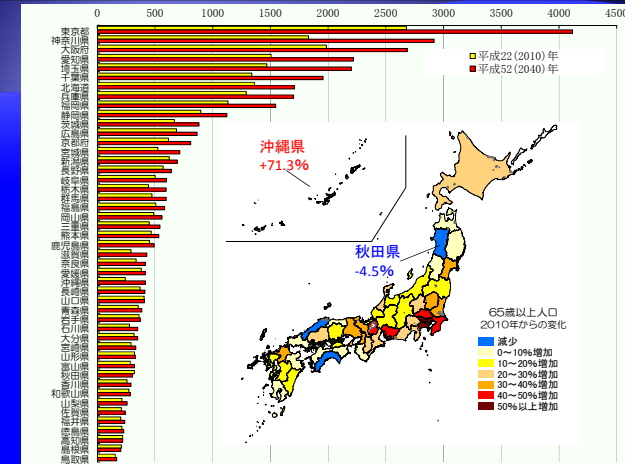 0 500 1000 1500 2000 2500 3000 3500 4000 4500
東京都
神奈川県
大阪府
愛知県
埼玉県
千葉県
北海道
兵庫県
福岡県
静岡県
茨城県
広島県
京都府
宮城県
新潟県
長野県
岐阜県
栃木県
群馬県
福島県
岡山県
三重県
熊本県
鹿児島県
滋賀県
奈良県
愛媛県
沖縄県
長崎県
山口県
青森県
岩手県
石川県
大分県
宮崎県
山形県
富山県
秋田県
香川県
和歌山県
山梨県
佐賀県
福井県
徳島県
高知県
島根県
鳥取県
平成22(2010)年
平成52(2040)年
沖縄県
+71.3%
秋田県
-4.5%
65歳以上人口
2010年からの変化
減少
0~10%増加
10~20%増加
20~30%増加
30~40%増加
40~50%増加
50%以上増加